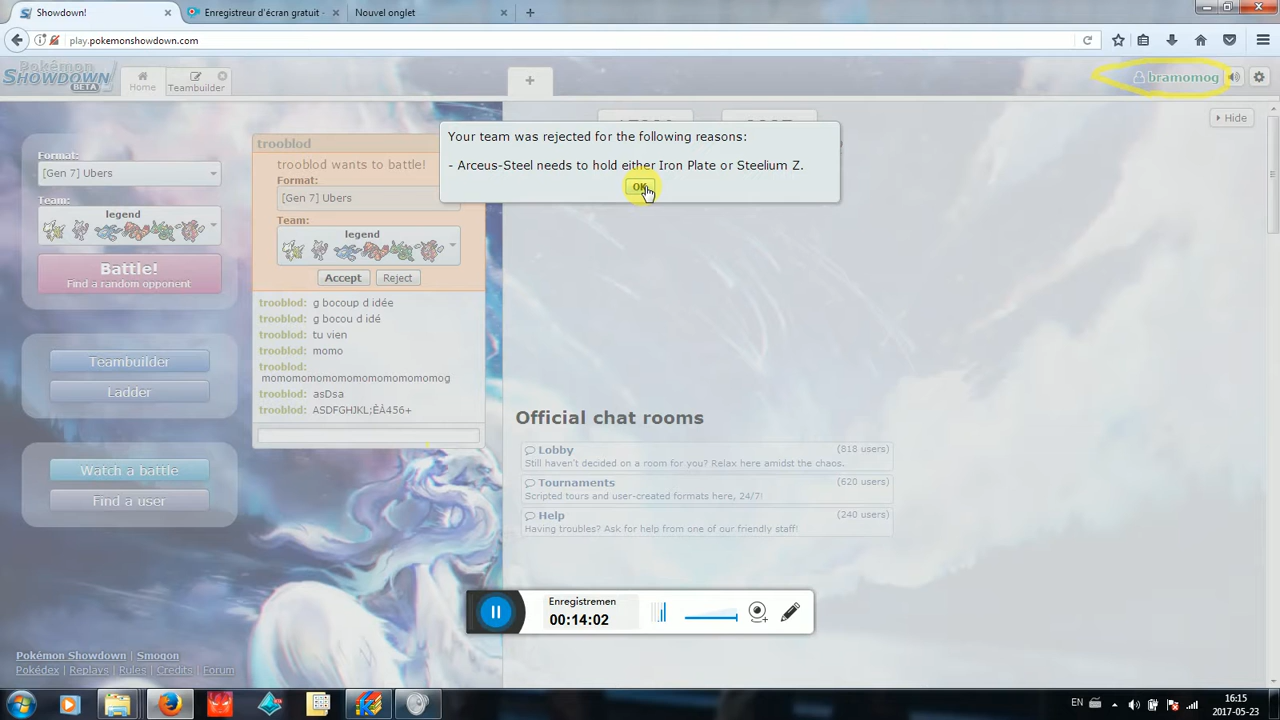 Showdown!
Enregistreur d'écran gratuit -
Nouvel onglet
play.pokemonshowdown.com
Pokémon
SHOWDOWN!
BETA
Home
Teambuilder
bramomog
Hide
Format:
[Gen 7] Ubers
Team:
legend
Battle!
Find a random opponent
Teambuilder
Ladder
Watch a battle
Find a user
trooblod
trooblod wants to battle!
Format:
[Gen 7] Ubers
Team:
legend
Accept
Reject
trooblod: g bocoup d idée
trooblod: g bocou d idé
trooblod: tu vien
trooblod: momo
trooblod:
momomomomomomomomomomog
trooblod: asDsa
trooblod: ASDFGHJKL;ÈÀ456+
Your team was rejected for the following reasons:
- Arceus-Steel needs to hold either Iron Plate or Steelium Z.
OK
Official chat rooms
Lobby
(818 users)
Still haven't decided on a room for you? Relax here amidst the chaos.
Tournaments
(620 users)
Scripted tours and user-created formats here, 24/7!
Help
(240 users)
Having troubles? Ask for help from one of our friendly staff!
Enregistremen
00:14:02
Pokémon Showdown | Smogon
Pokédex | Replays | Rules | Credits | Forum
EN
16:15
2017-05-23